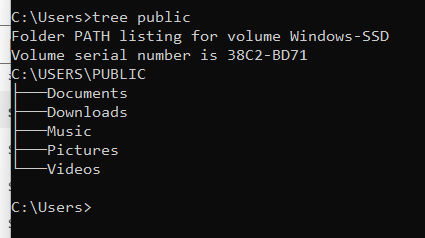 C:\Users>tree public
Folder PATH listing for volume Windows-SSD
Volume serial number is 38C2-BD71
C:\USERS\PUBLIC
├───Documents
├───Downloads
├───Music
├───Pictures
└───Videos
C:\Users>